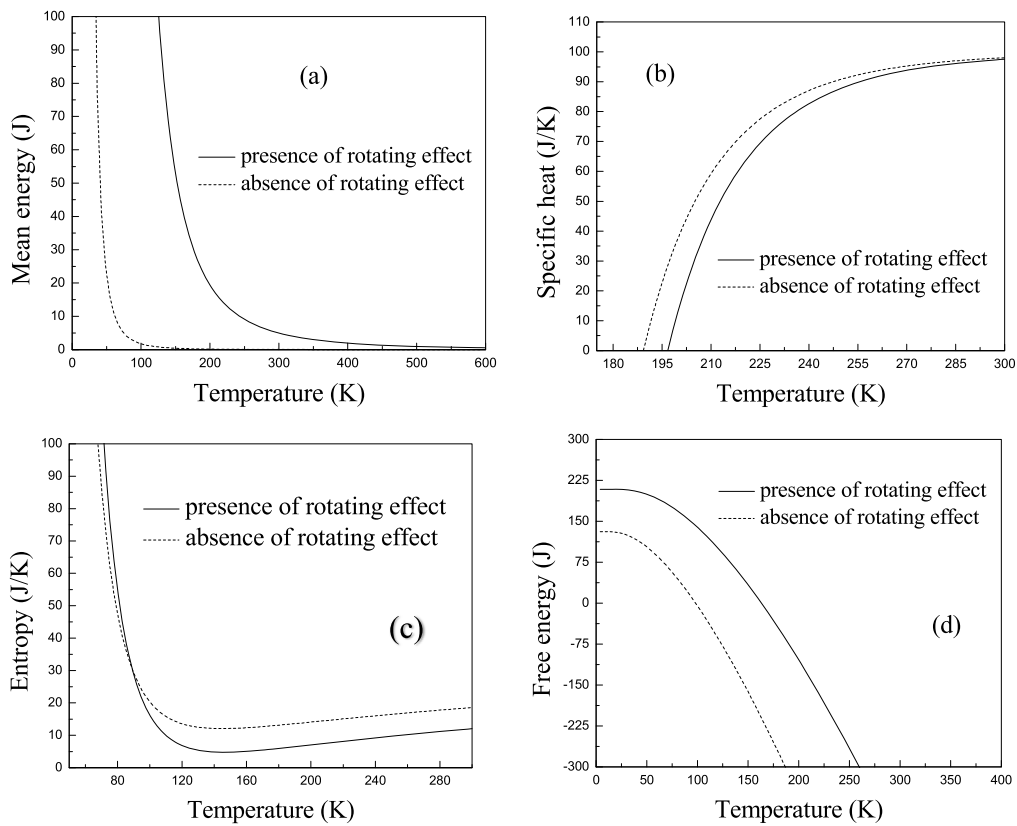 100
90
80
70
60
50
40
30
20
10
0
Mean energy (J)
(a)
presence of rotating effect
absence of rotating effect
0 100 200 300 400 500 600
Temperature (K)
110
100
90
80
70
60
50
40
30
20
10
0
Specific heat (J/K)
(b)
presence of rotating effect
absence of rotating effect
180 195 210 225 240 255 270 285 300
Temperature (K)
100
90
80
70
60
50
40
30
20
10
0
Entropy (J/K)
presence of rotating effect
absence of rotating effect
(c)
80 120 160 200 240 280
Temperature (K)
300
225
150
75
0
-75
-150
-225
-300
Free energy (J)
presence of rotating effect
absence of rotating effect
(d)
0 50 100 150 200 250 300 350 400
Temperature (K)